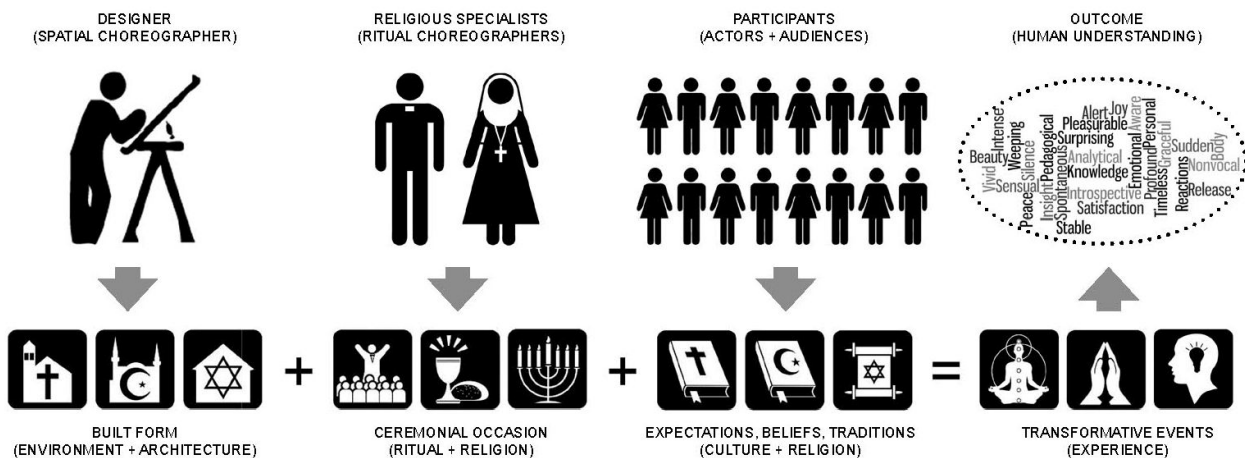 DESIGNER
(SPATIAL CHOREOGRAPHER)
RELIGIOUS SPECIALISTS
(RITUAL CHOREOGRAPHERS)
PARTICIPANTS
(ACTORS + AUDIENCES)
OUTCOME
(HUMAN UNDERSTANDING)
Beauty
Vivid
Intense
Sensual
Weeping
Peace
Silence
Insight
Pedagogical
Spontaneous
Alert
Joy
Pleasurable
Surprising
Analytical
Knowledge
Introspective
Satisfaction
Stable
Emotional
Aware
Profound
Personal
Timeless
Graceful
Sudden
Reactions
Nonvocal
Body
Release
+
+
=
BUILT FORM
(ENVIRONMENT + ARCHITECTURE)
CEREMONIAL OCCASION
(RITUAL + RELIGION)
EXPECTATIONS, BELIEFS, TRADITIONS
(CULTURE + RELIGION)
TRANSFORMATIVE EVENTS
(EXPERIENCE)